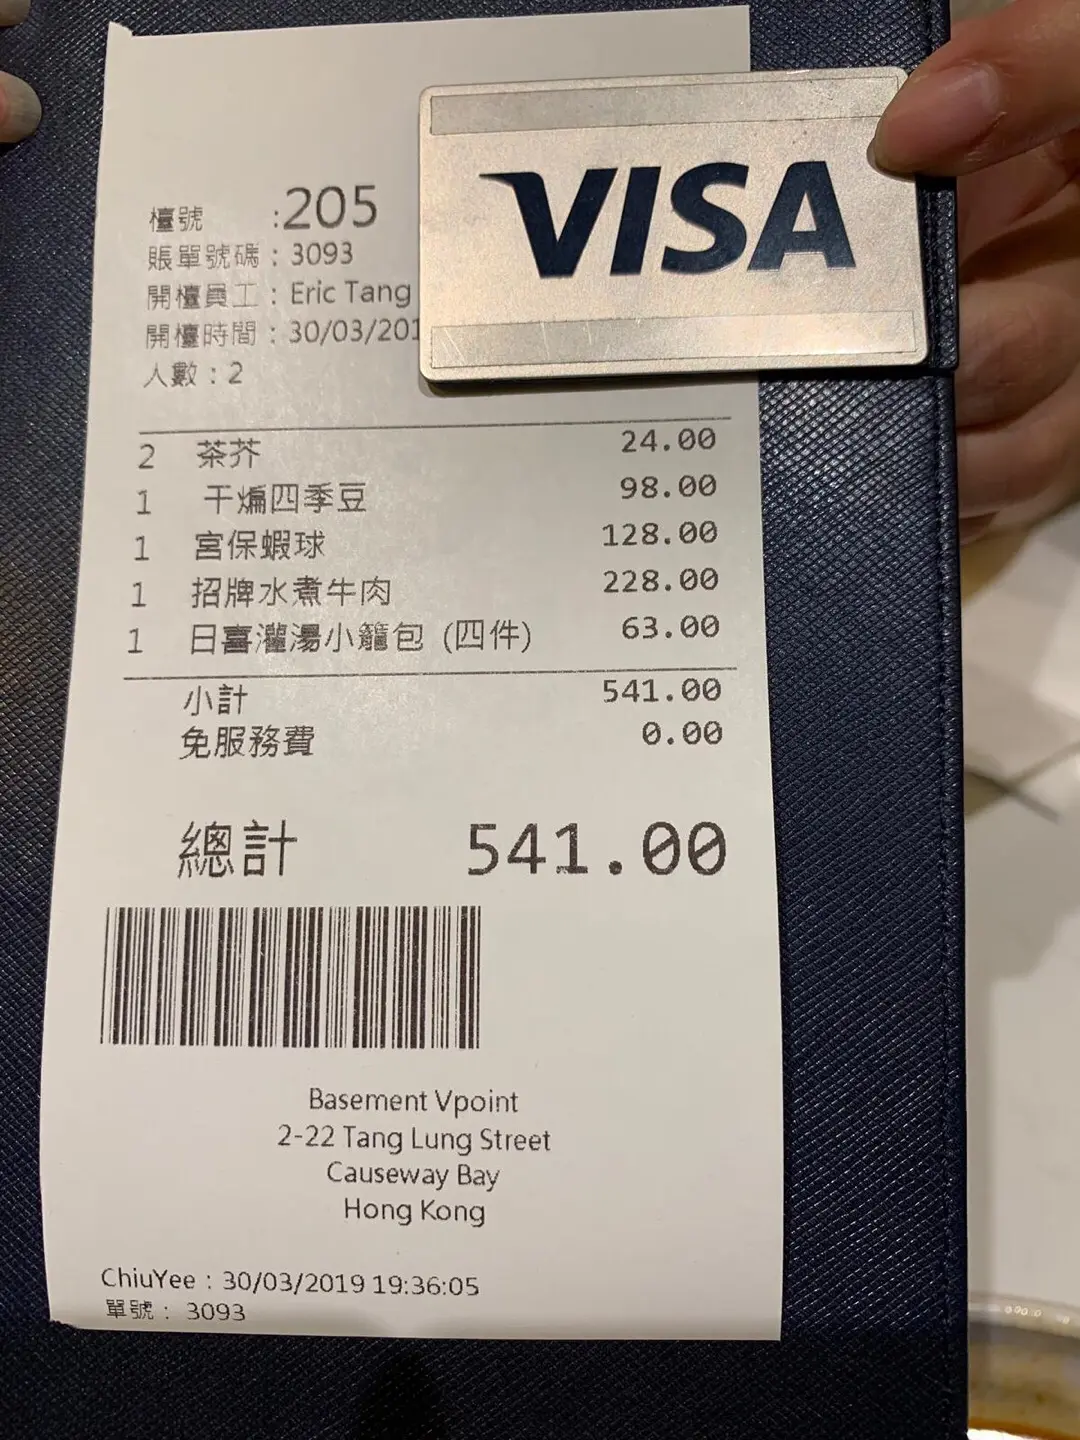 VISA
檯號 :205
賬單號碼 : 3093
開檯員工 : Eric Tang
開檯時間 : 30/03/201
人數 : 2
2 茶芥 24.00
1 干煸四季豆 98.00
1 宮保蝦球 128.00
1 招牌水煮牛肉 228.00
1 日喜灌湯小籠包 (四件) 63.00
小計 541.00
免服務費 0.00
總計 541.00
Basement Vpoint
2-22 Tang Lung Street
Causeway Bay
Hong Kong
ChiuYee : 30/03/2019 19:36:05
單號 : 3093